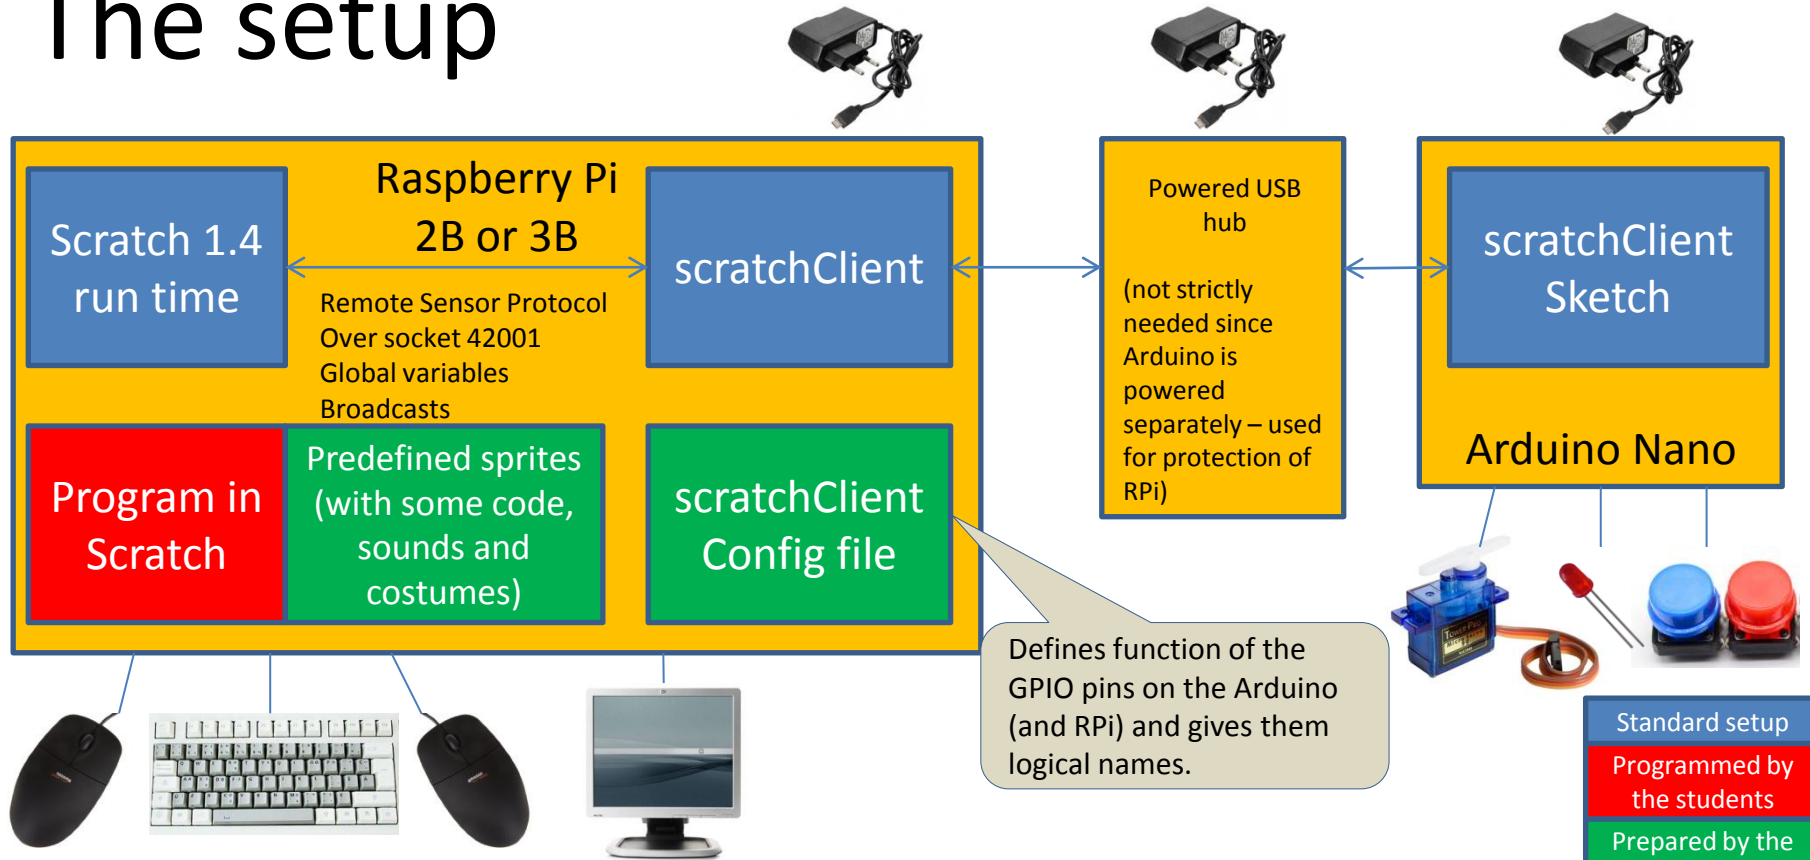 The setup
Raspberry Pi
2B or 3B
Scratch 1.4
run time
Remote Sensor Protocol
Over socket 42001
Global variables
Broadcasts
scratchClient
Program in
Scratch
Predefined sprites
(with some code,
sounds and
costumes)
scratchClient
Config file
Powered USB
hub
(not strictly
needed since
Arduino is
powered
separately – used
for protection of
RPi)
scratchClient
Sketch
Arduino Nano
Defines function of the
GPIO pins on the Arduino
(and RPi) and gives them
logical names.
Standard setup
Programmed by
the students
Prepared by the